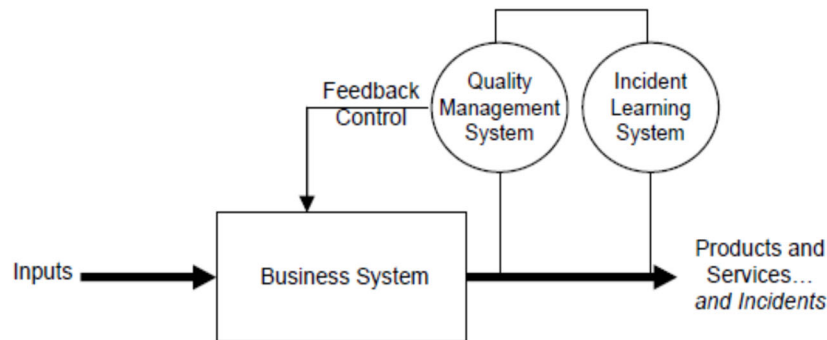 Feedback
Control
Quality
Management
System
Incident
Learning
System
Inputs
Business System
Products and
Services...
and Incidents